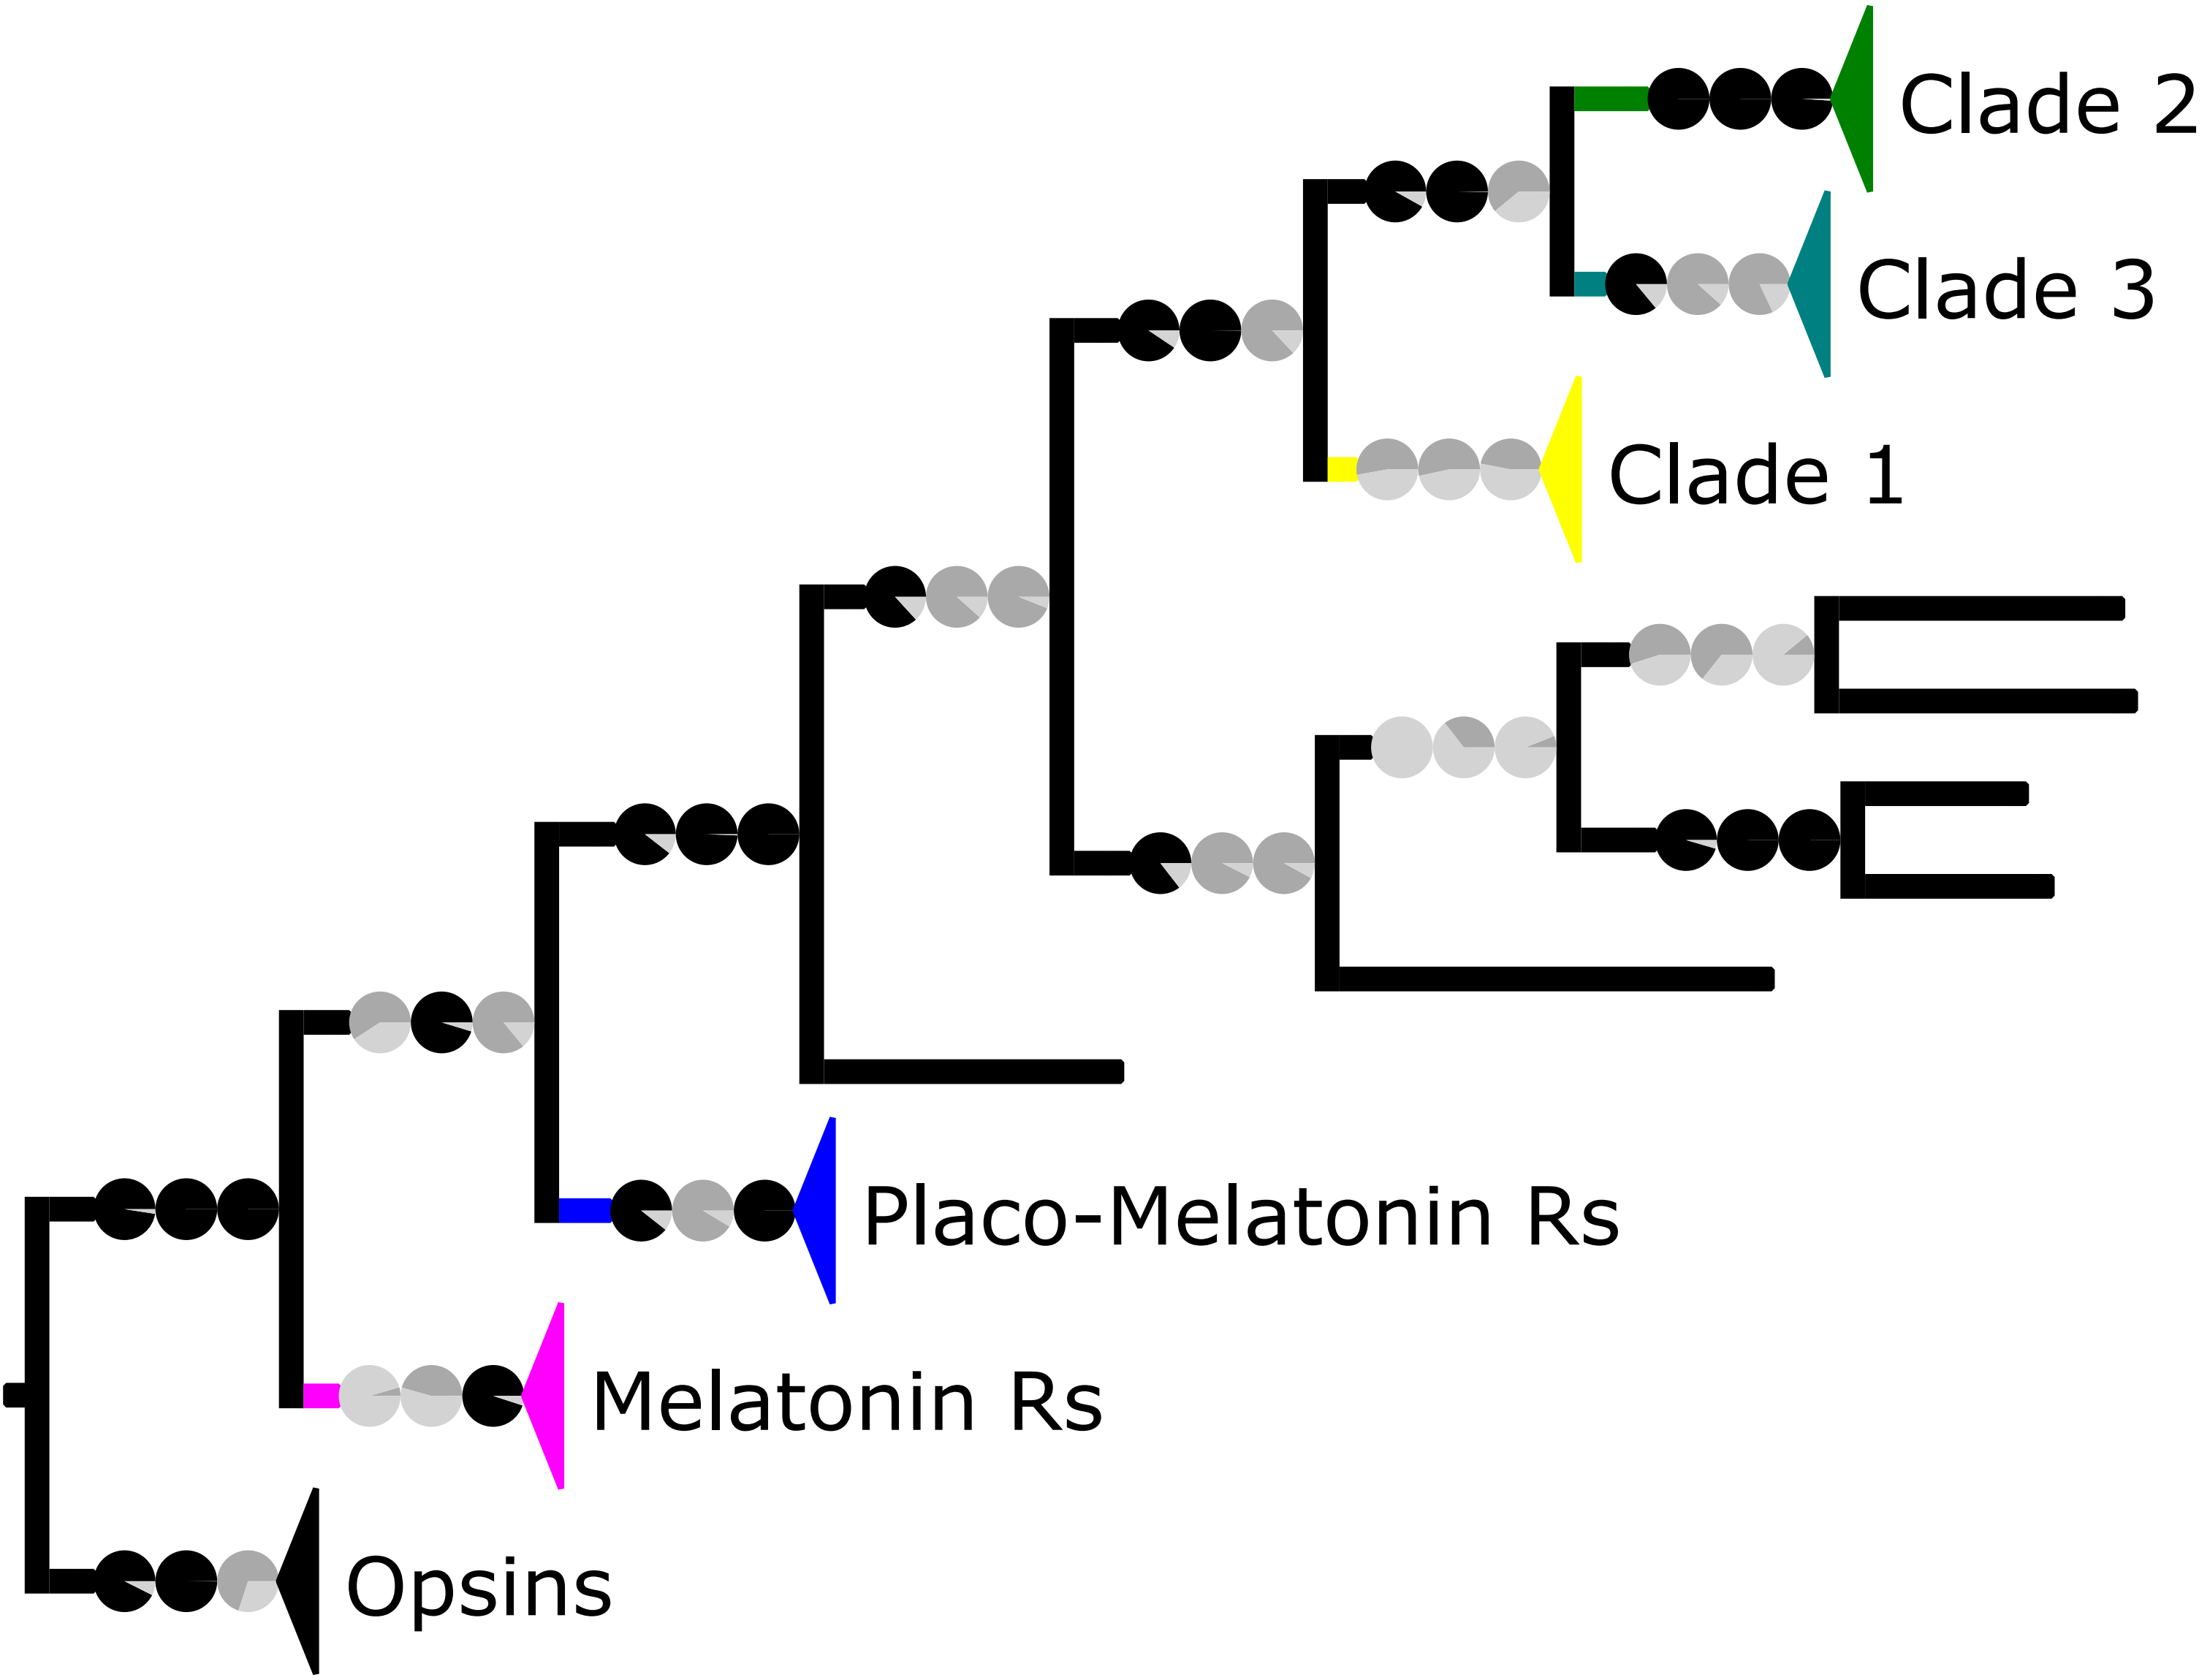 Clade 2
Clade 3
Clade 1
Placo-Melatonin Rs
Melatonin Rs
Opsins